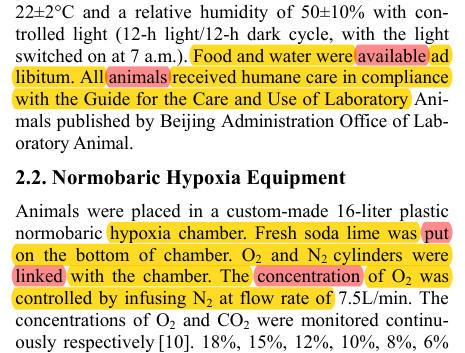 22±2°C and a relative humidity of 50±10% with con-
trolled light (12-h light/12-h dark cycle, with the light
switched on at 7 a.m.). Food and water were available ad
libitum. All animals received humane care in compliance
with the Guide for the Care and Use of Laboratory Ani-
mals published by Beijing Administration Office of Lab-
oratory Animal.
2.2. Normobaric Hypoxia Equipment
Animals were placed in a custom-made 16-liter plastic
normobaric hypoxia chamber. Fresh soda lime was put
on the bottom of chamber. O₂ and N₂ cylinders were
linked with the chamber. The concentration of O₂ was
controlled by infusing N₂ at flow rate of 7.5L/min. The
concentrations of O₂ and CO₂ were monitored continu-
ously respectively [10]. 18%, 15%, 12%, 10%, 8%, 6%